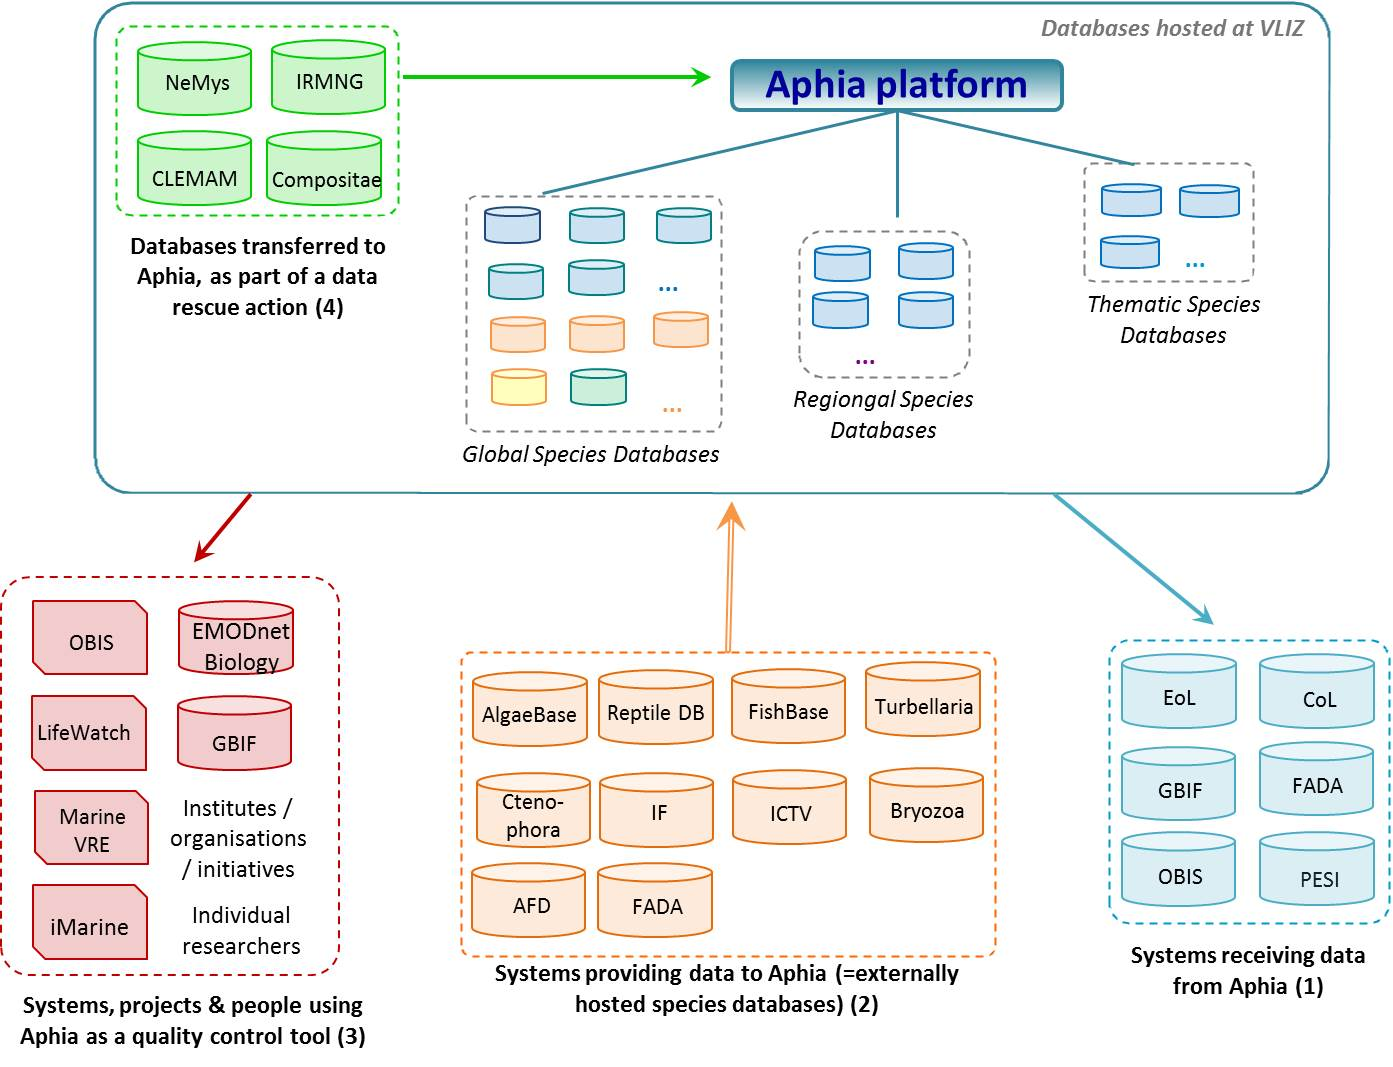 Databases hosted at VLIZ
NeMys
IRMNG
CLEMAM
Compositae
Databases transferred to
Aphia, as part of a data
rescue action (4)
Aphia platform
...
...
Global Species Databases
...
Regiongal Species
Databases
...
Thematic Species
Databases
OBIS
EMODnet
Biology
LifeWatch
GBIF
Marine
VRE
Institutes /
organisations
/ initiatives
iMarine
Individual
researchers
Systems, projects & people using
Aphia as a quality control tool (3)
AlgaeBase
Reptile DB
FishBase
Turbellaria
Cteno-
phora
IF
ICTV
Bryozoa
AFD
FADA
Systems providing data to Aphia (=externally
hosted species databases) (2)
EoL
CoL
GBIF
FADA
OBIS
PESI
Systems receiving data
from Aphia (1)